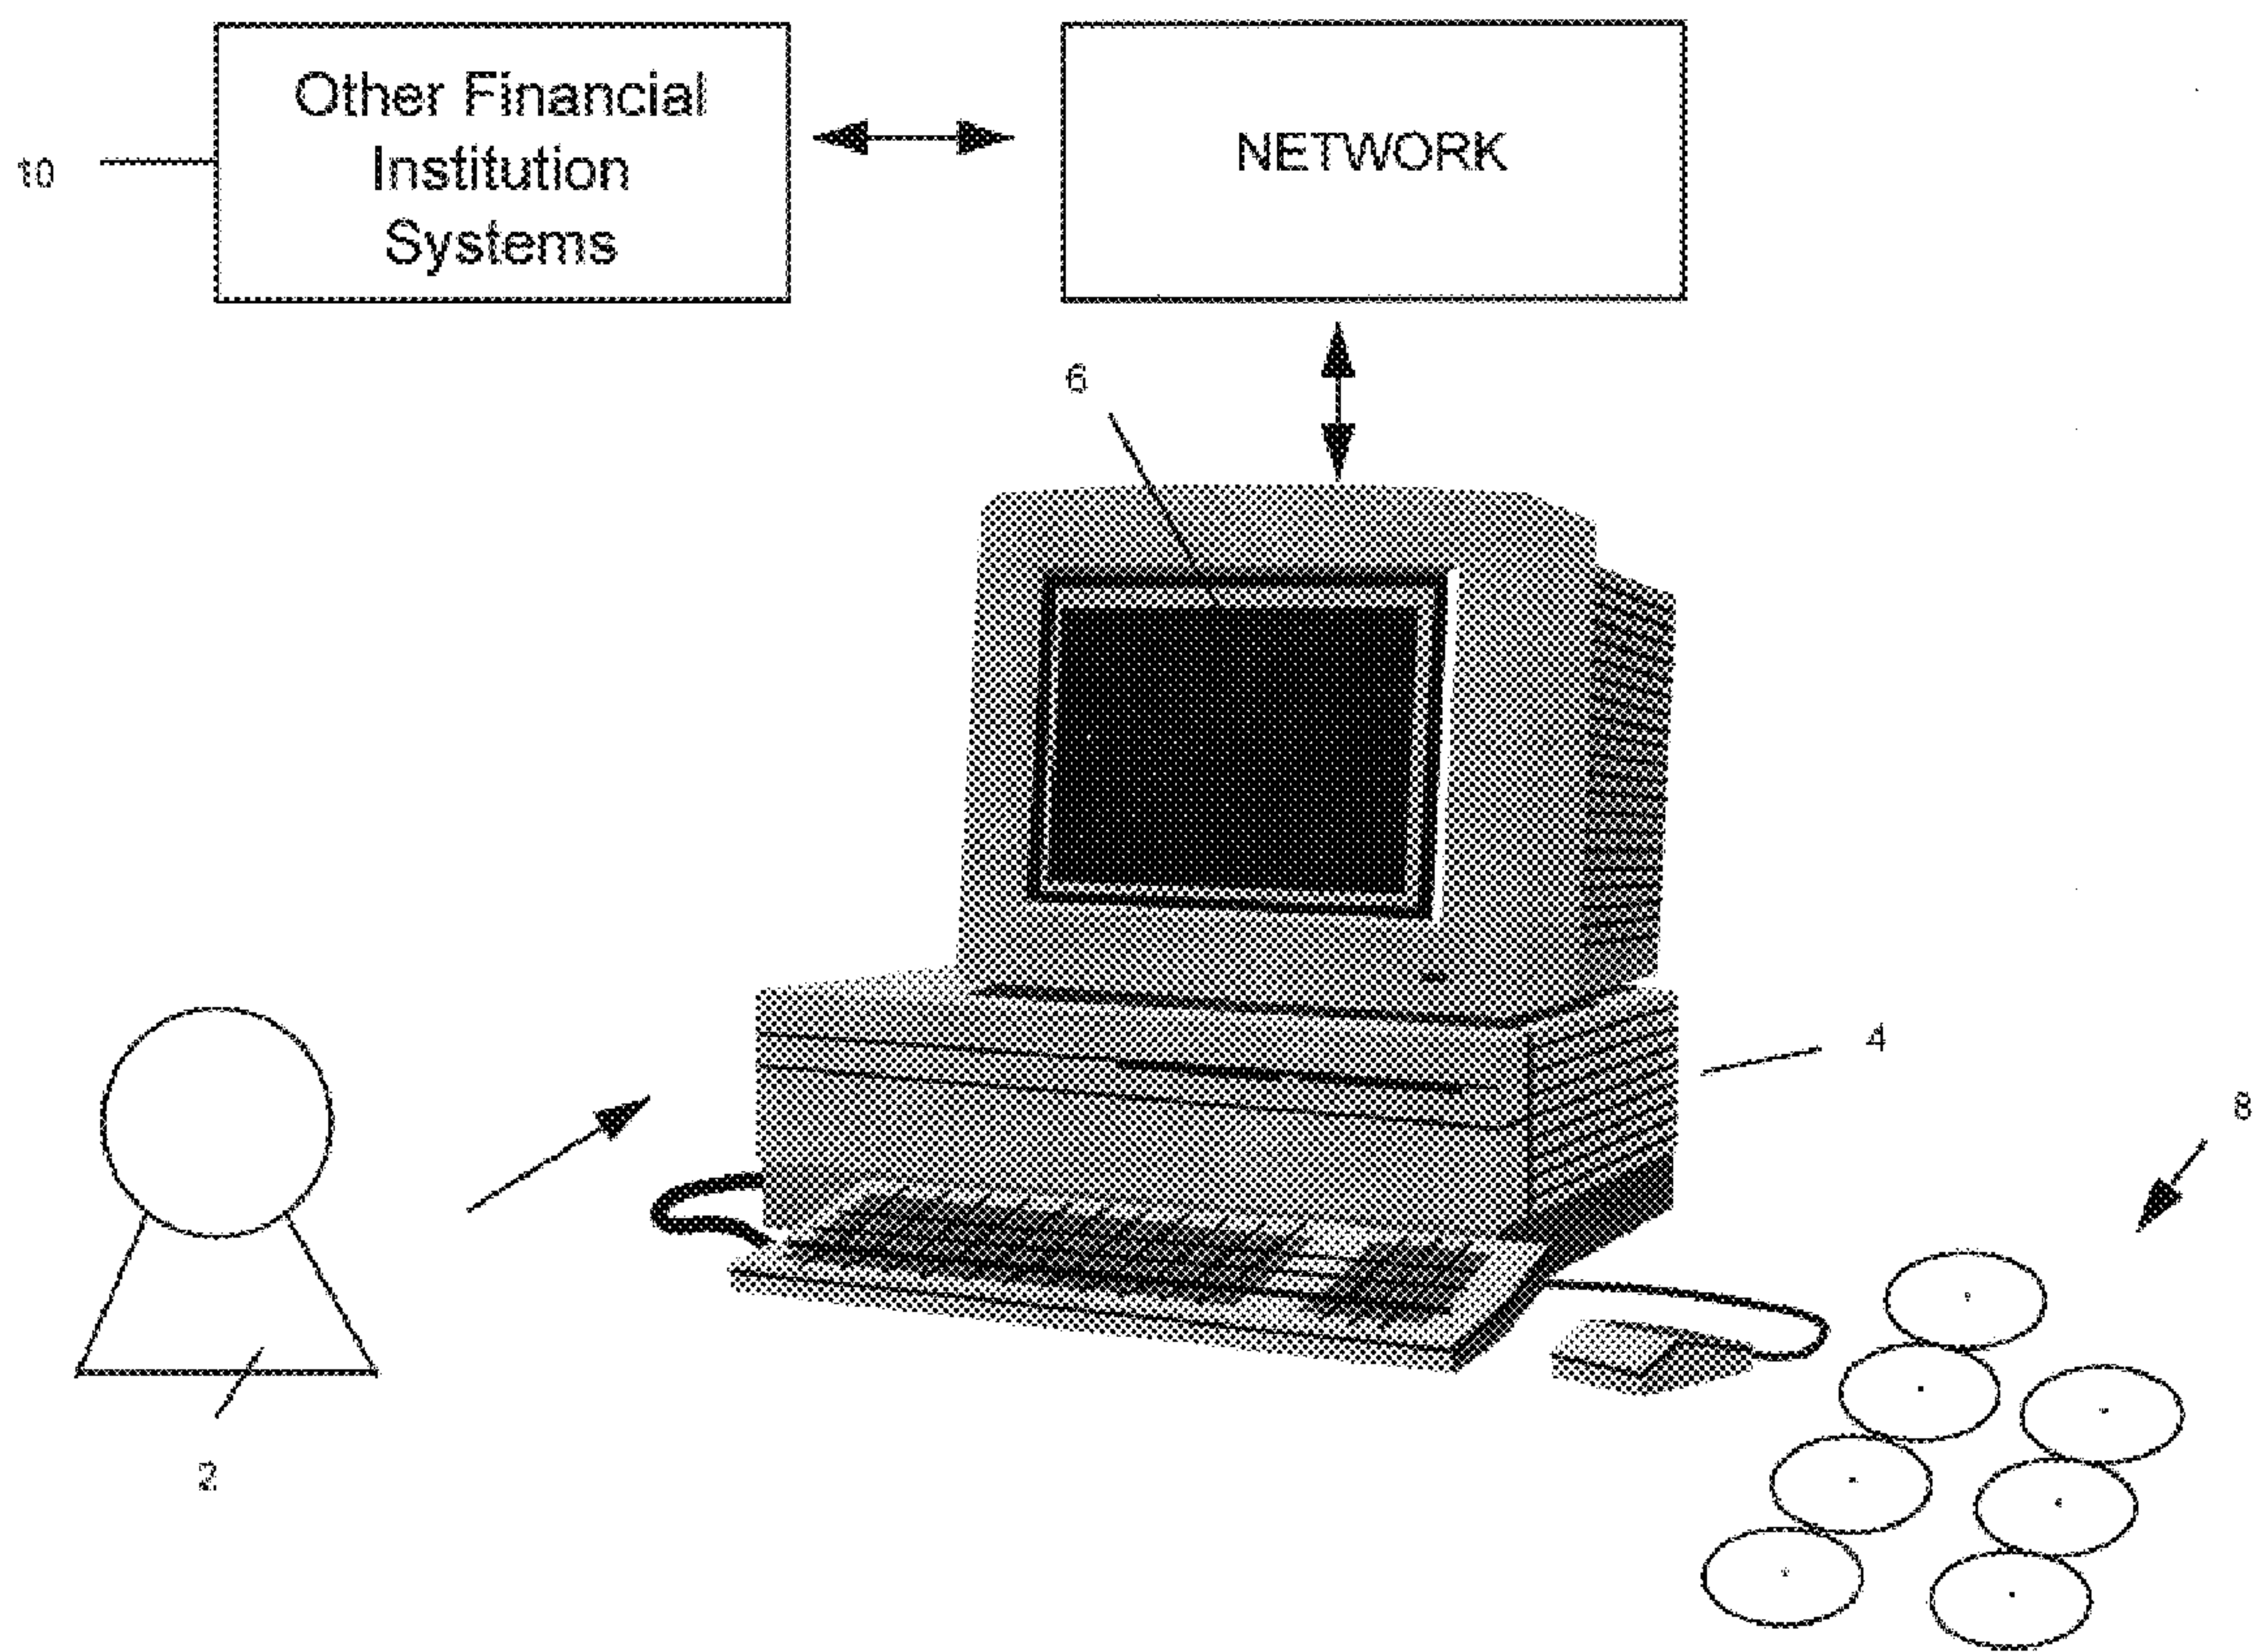 Other Financial
Institution
Systems
NETWORK
10
6
4
8
2